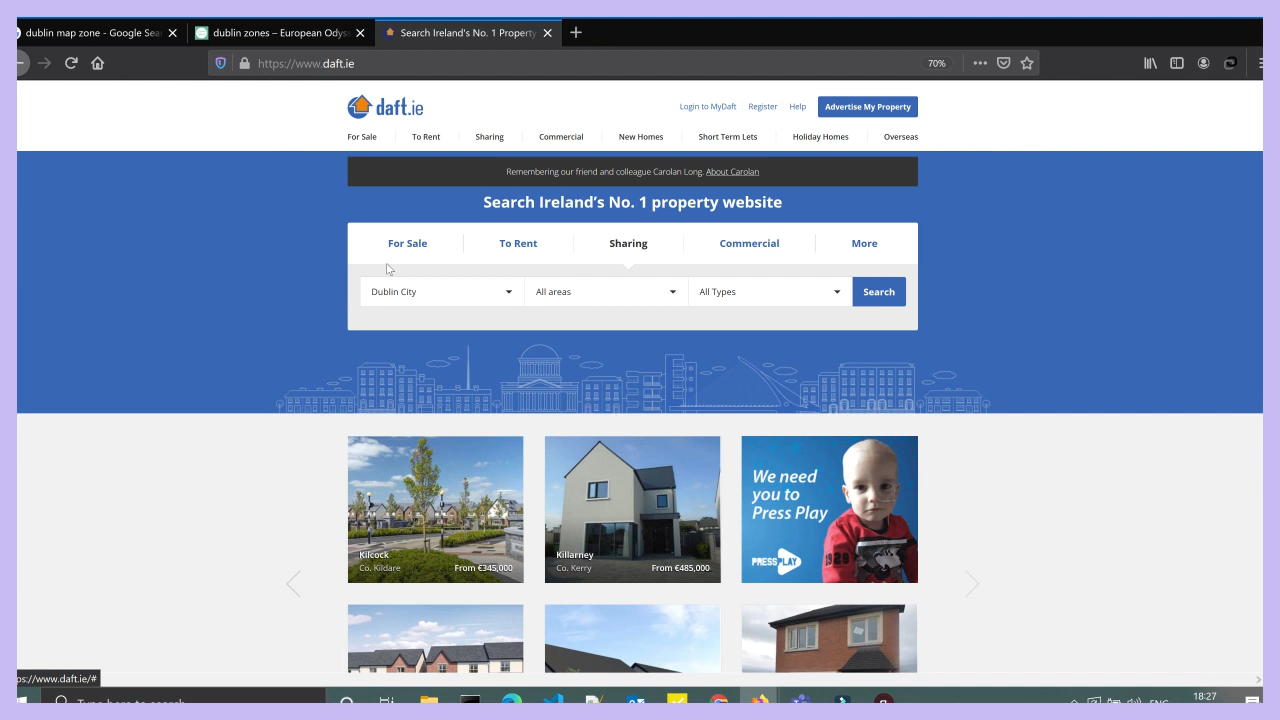 dublin map zone - Google Sea
dublin zones – European Odys
Search Ireland's No. 1 Property
https://www.daft.ie
70%
daft.ie
Login to MyDaft
Register
Help
Advertise My Property
For Sale
To Rent
Sharing
Commercial
New Homes
Short Term Lets
Holiday Homes
Overseas
Remembering our friend and colleague Carolan Long. About Carolan
Search Ireland's No. 1 property website
For Sale
To Rent
Sharing
Commercial
More
Dublin City
All areas
All Types
Search
Kilcock
Co. Kildare
From €345,000
Killarney
Co. Kerry
From €485,000
We need
you to
Press Play
PRESS PLAY
1928
ps://www.daft.ie/#
18:27